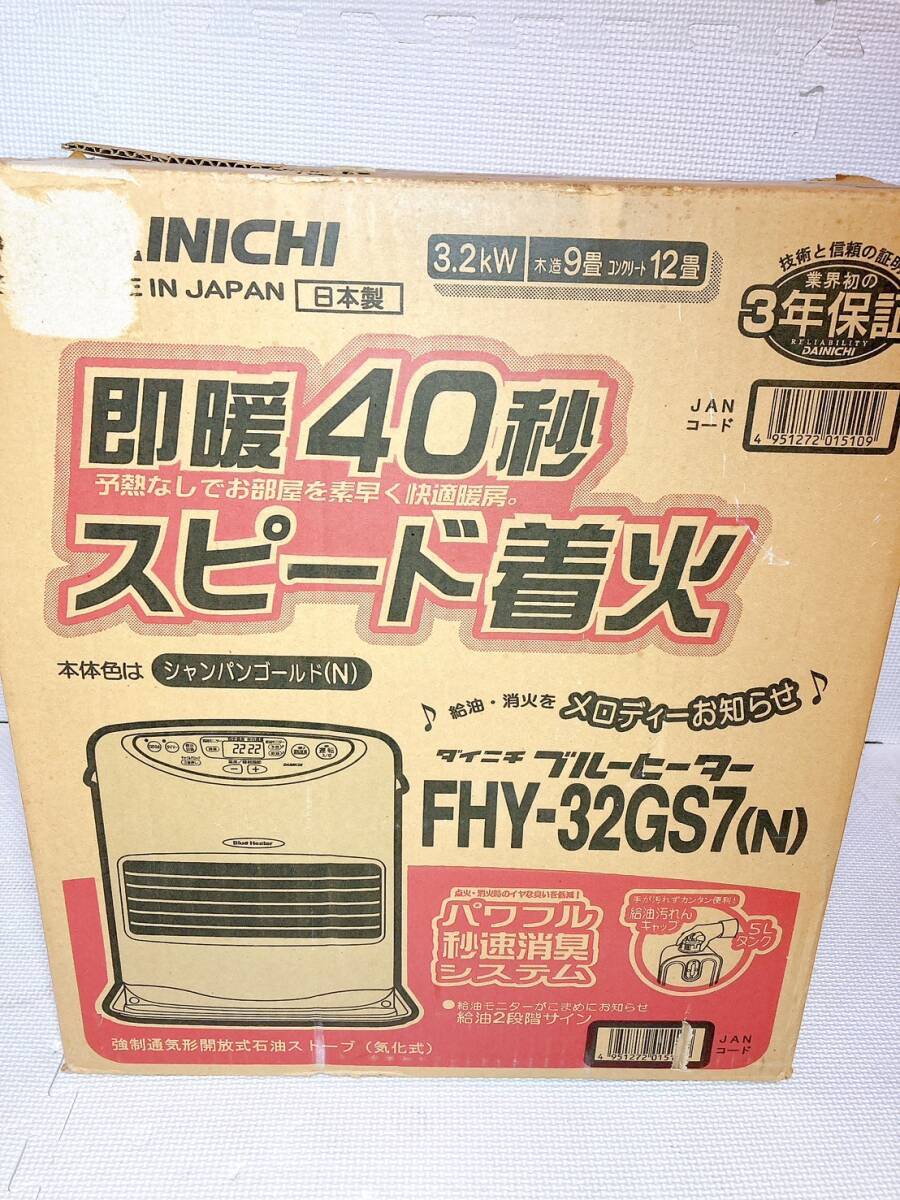 INICHI
E IN JAPAN 日本製
3.2kW 木造9畳 コンクリート12畳
技術と信頼の証明
業界初の
3年保証
RELIABILITY
DAINICHI
JAN
コード
4 951272 015109
即暖40秒
予熱なしでお部屋を素早く快適暖房。
スピード着火
本体色は シャンパンゴールド(N)
♪ 給油・消火を メロディーお知らせ ♪
ダイニチ ブルーヒーター
FHY-32GS7(N)
22 22
DAINICHI
Blue Heater
点火・消火時のイヤな臭いを低減!
パワフル
秒速消臭
システム
手が汚れずカンタン便利!
給油汚れん
キャップ
5L
タンク
●給油モニターがこまめにお知らせ
給油2段階サイン
強制通気形開放式石油ストーブ(気化式)
JAN
コード